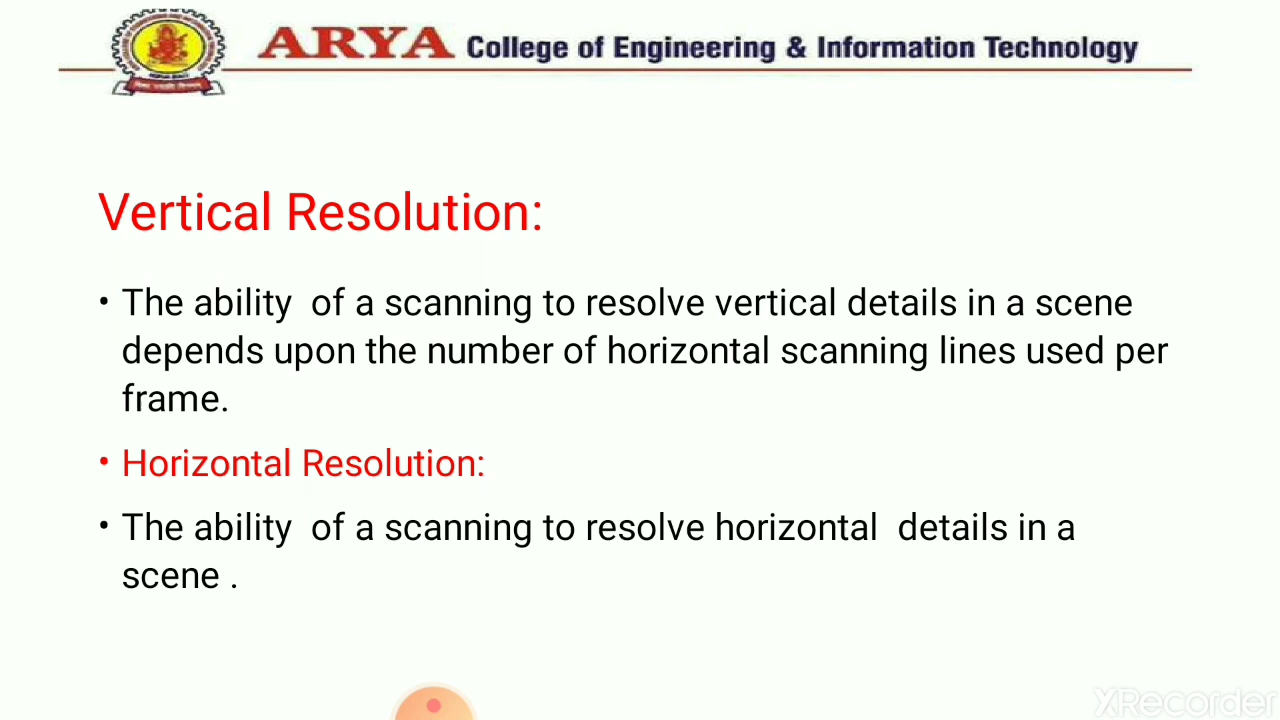 ARYA College of Engineering & Information Technology
Vertical Resolution:
• The ability of a scanning to resolve vertical details in a scene
depends upon the number of horizontal scanning lines used per
frame.
• Horizontal Resolution:
• The ability of a scanning to resolve horizontal details in a
scene .
XRecorder